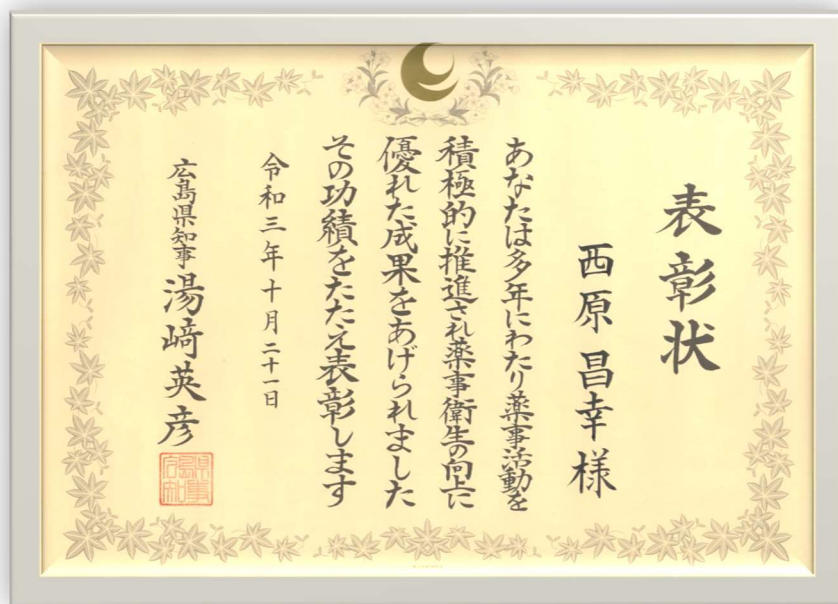 表彰状
西原昌幸様
あなたは多年にわたり薬事活動を
積極的に推進され薬事衛生の向上に
優れた成果をあげられました
その功績をたたえ表彰します
令和三年十月二十一日
広島県知事 湯﨑英彦